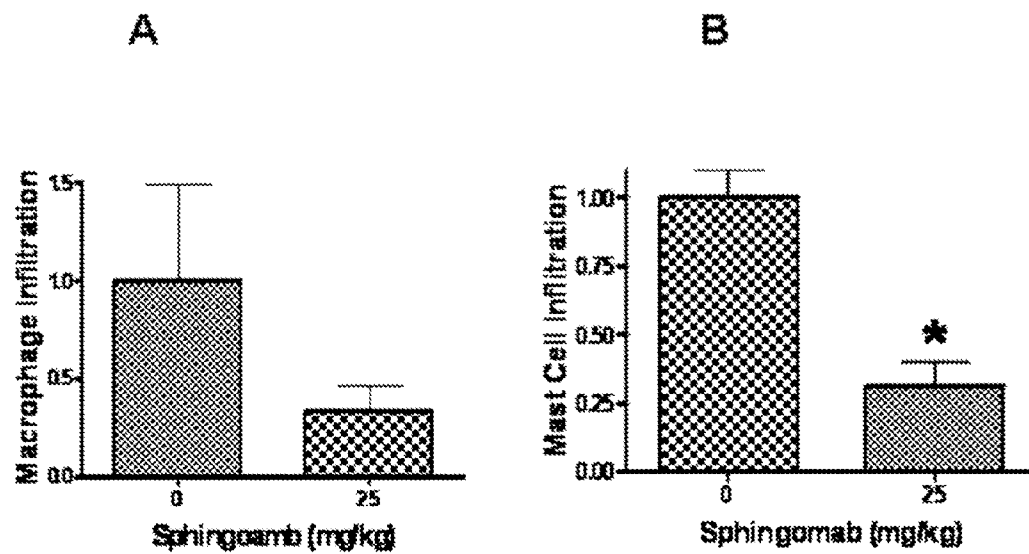 A
B
Macrophage Infiltration
1.5
1.0
0.5
0.0
0
25
Sphingoamb (mg/kg)
Mast Cell Infiltration
1.00
0.75
0.50
0.25
0.00
*
0
25
Sphingomab (mg/kg)